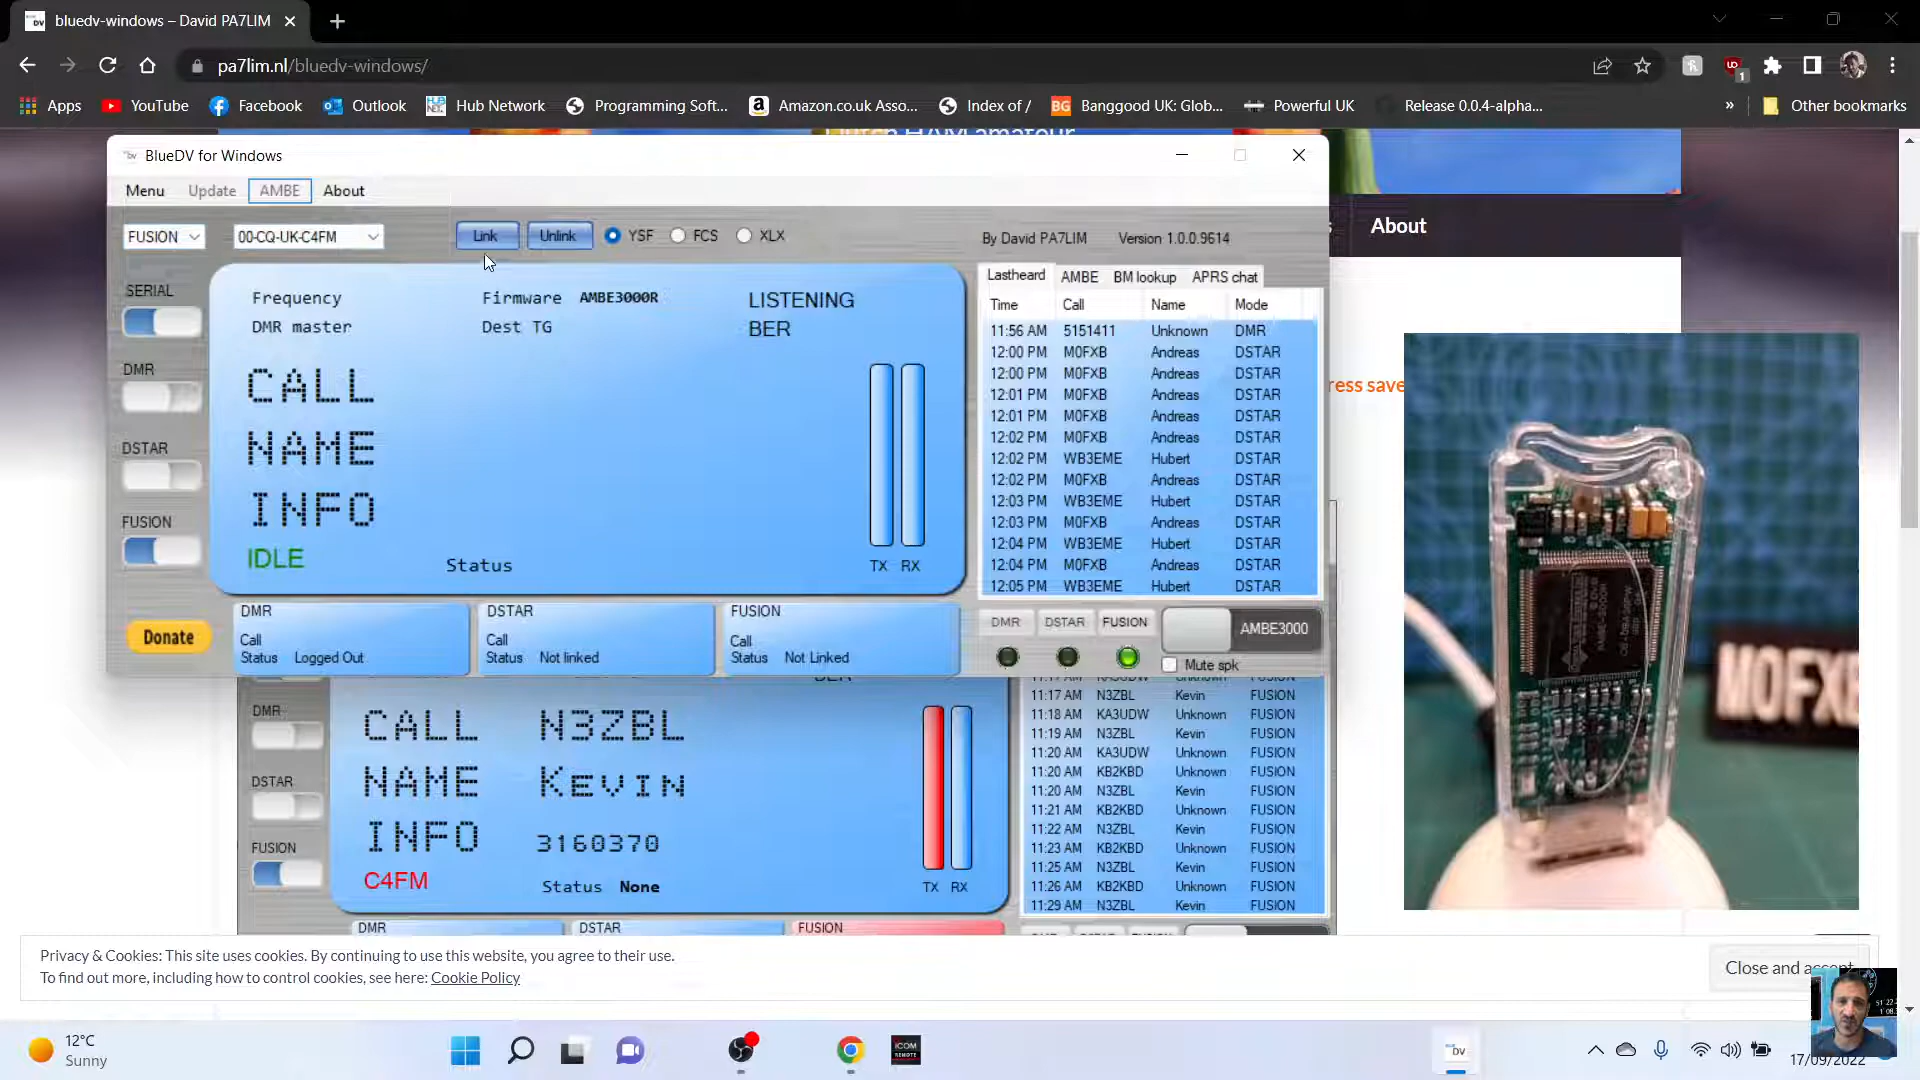 bluedv-windows – David PA7LIM
pa7lim.nl/bluedv-windows/
Apps
YouTube
Facebook
Outlook
Hub Network
Programming Soft...
Amazon.co.uk Asso...
Index of /
Banggood UK: Glob...
Powerful UK
Release 0.0.4-alpha...
»
Other bookmarks
BlueDV for Windows
Menu
Update
AMBE
About
About
FUSION
00-CQ-UK-C4FM
Link
Unlink
YSF
FCS
XLX
By David PA7LIM
Version 1.0.0.9614
SERIAL
DMR
DSTAR
FUSION
Donate
Frequency
Firmware AMBE3000R
LISTENING
DMR master
Dest TG
BER
CALL
NAME
INFO
IDLE
Status
TX RX
Lastheard
AMBE
BM lookup
APRS chat
Time Call Name Mode
11:56 AM 5151411 Unknown DMR
12:00 PM M0FXB Andreas DSTAR
12:00 PM M0FXB Andreas DSTAR
12:01 PM M0FXB Andreas DSTAR
12:01 PM M0FXB Andreas DSTAR
12:02 PM M0FXB Andreas DSTAR
12:02 PM WB3EME Hubert DSTAR
12:02 PM M0FXB Andreas DSTAR
12:03 PM WB3EME Hubert DSTAR
12:03 PM M0FXB Andreas DSTAR
12:04 PM WB3EME Hubert DSTAR
12:04 PM M0FXB Andreas DSTAR
12:05 PM WB3EME Hubert DSTAR
ress save
DMR
Call
Status Logged Out
DSTAR
Call
Status Not linked
FUSION
Call
Status Not Linked
DMR DSTAR FUSION
AMBE3000
Mute spk
M0FXB
DMR
DSTAR
FUSION
CALL N3ZBL
NAME KEVIN
INFO 3160370
C4FM
Status None
TX RX
11:17 AM N3ZBL Kevin FUSION
11:18 AM KA3UDW Unknown FUSION
11:19 AM N3ZBL Kevin FUSION
11:20 AM KA3UDW Unknown FUSION
11:20 AM KB2KBD Unknown FUSION
11:20 AM N3ZBL Kevin FUSION
11:21 AM KB2KBD Unknown FUSION
11:22 AM N3ZBL Kevin FUSION
11:23 AM KB2KBD Unknown FUSION
11:25 AM N3ZBL Kevin FUSION
11:26 AM KB2KBD Unknown FUSION
11:29 AM N3ZBL Kevin FUSION
DMR
DSTAR
FUSION
Privacy & Cookies: This site uses cookies. By continuing to use this website, you agree to their use.
To find out more, including how to control cookies, see here: Cookie Policy
Close and accept
12°C
Sunny
ICOM
REMOTE
DV
17/09/2022